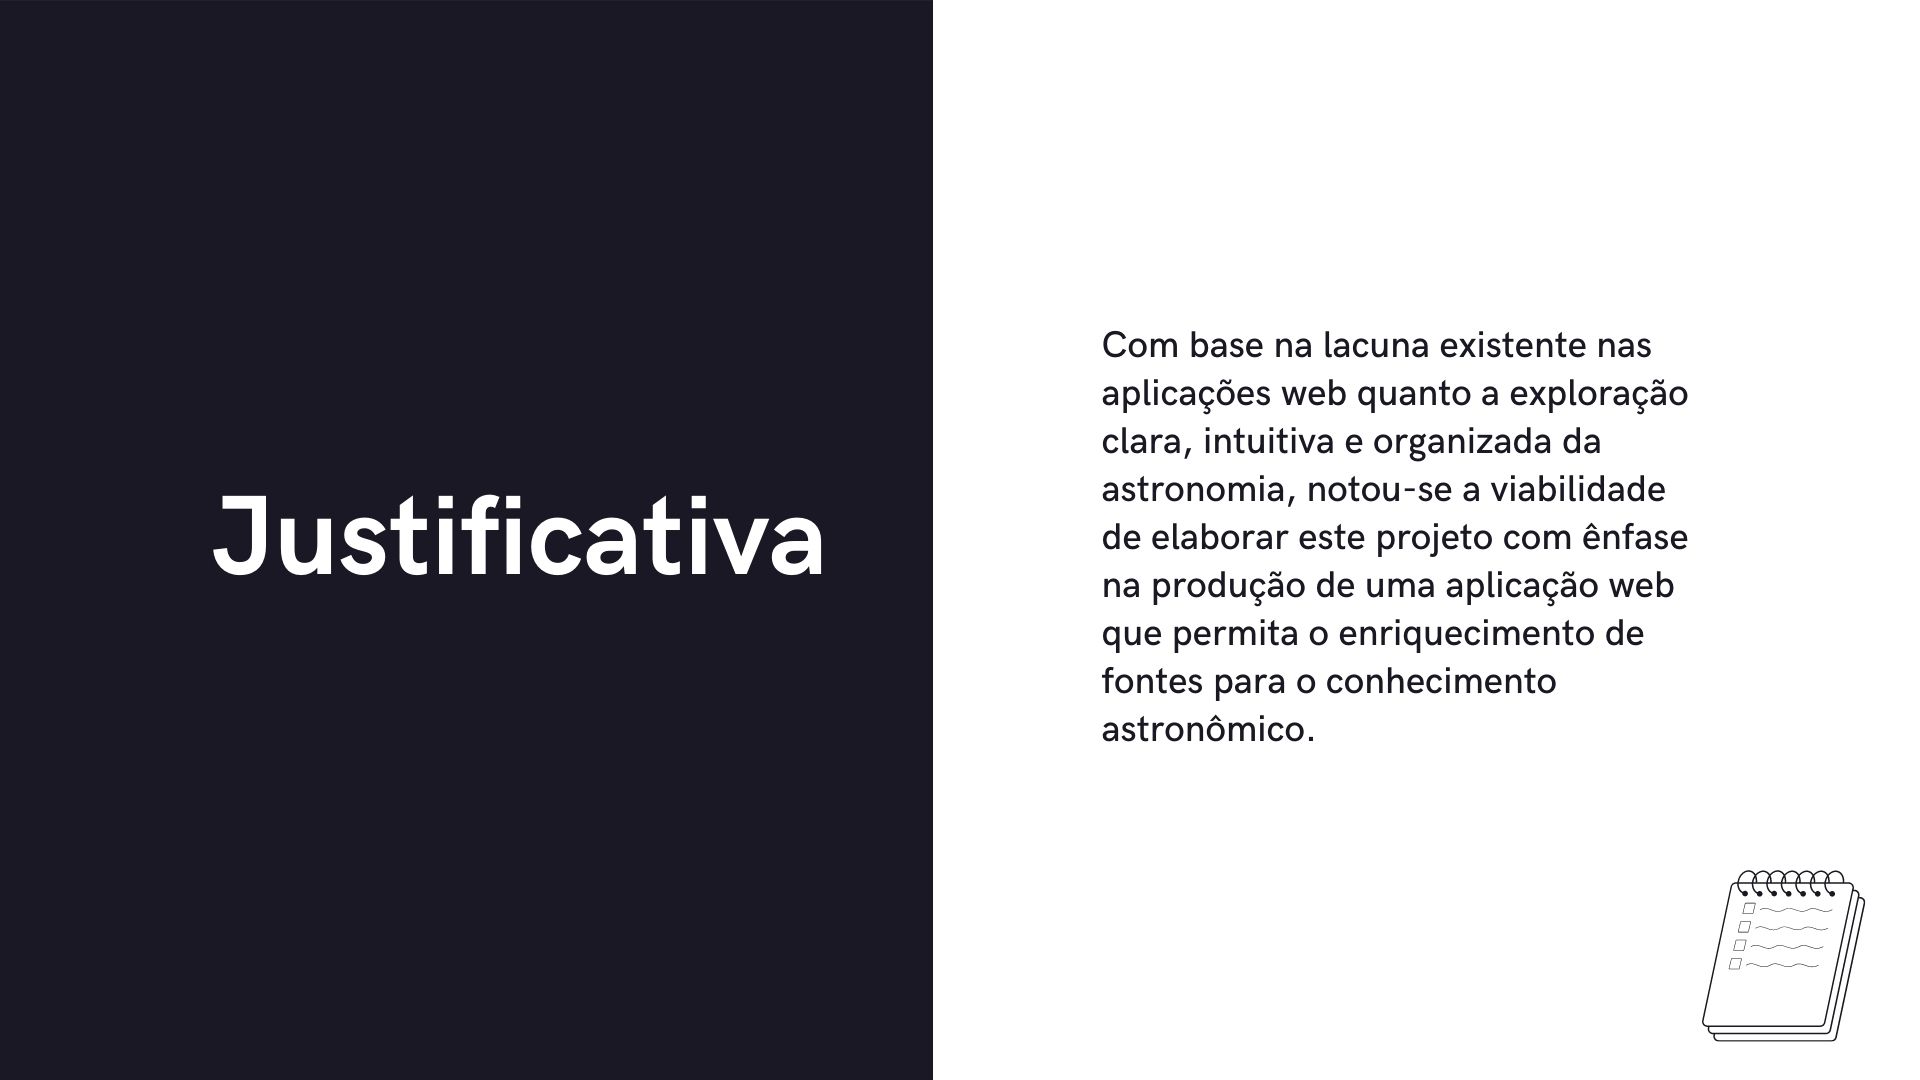 Justificativa
Com base na lacuna existente nas
aplicações web quanto a exploração
clara, intuitiva e organizada da
astronomia, notou-se a viabilidade
de elaborar este projeto com ênfase
na produção de uma aplicação web
que permita o enriquecimento de
fontes para o conhecimento
astronômico.